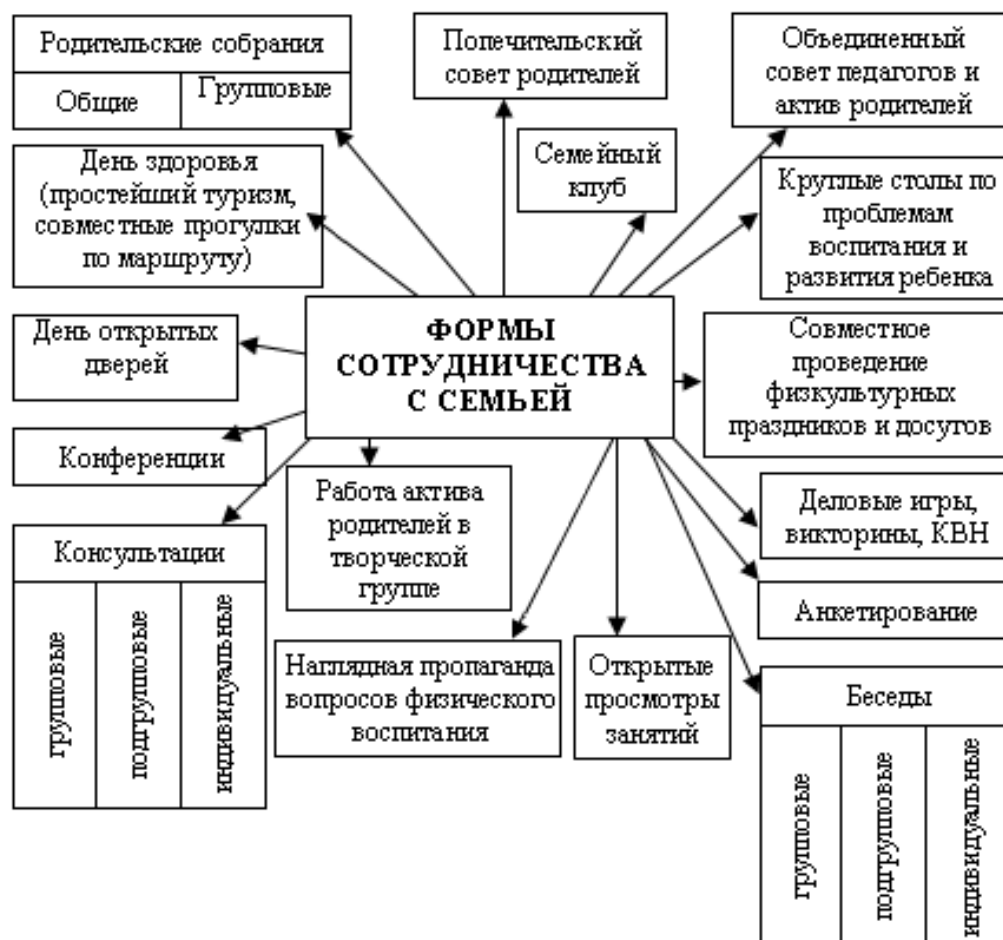 Родительские собрания
Общие
Групповые
Попечительский
совет родителей
Объединенный
совет педагогов и
актив родителей
День здоровья
(простейший туризм,
совместные прогулки
по маршруту)
Семейный
клуб
Круглые столы по
проблемам
воспитания и
развития ребенка
ФОРМЫ
СОТРУДНИЧЕСТВА
С СЕМЬЕЙ
День открытых
дверей
Совместное
проведение
физкультурных
праздников и досугов
Конференции
Работа актива
родителей в
творческой
группе
Деловые игры,
викторины, КВН
Консультации
групповые
подгрупповые
индивидуальные
Анкетирование
Наглядная пропаганда
вопросов физического
воспитания
Открытые
просмотры
занятий
Беседы
групповые
подгрупповые
индивидуальные